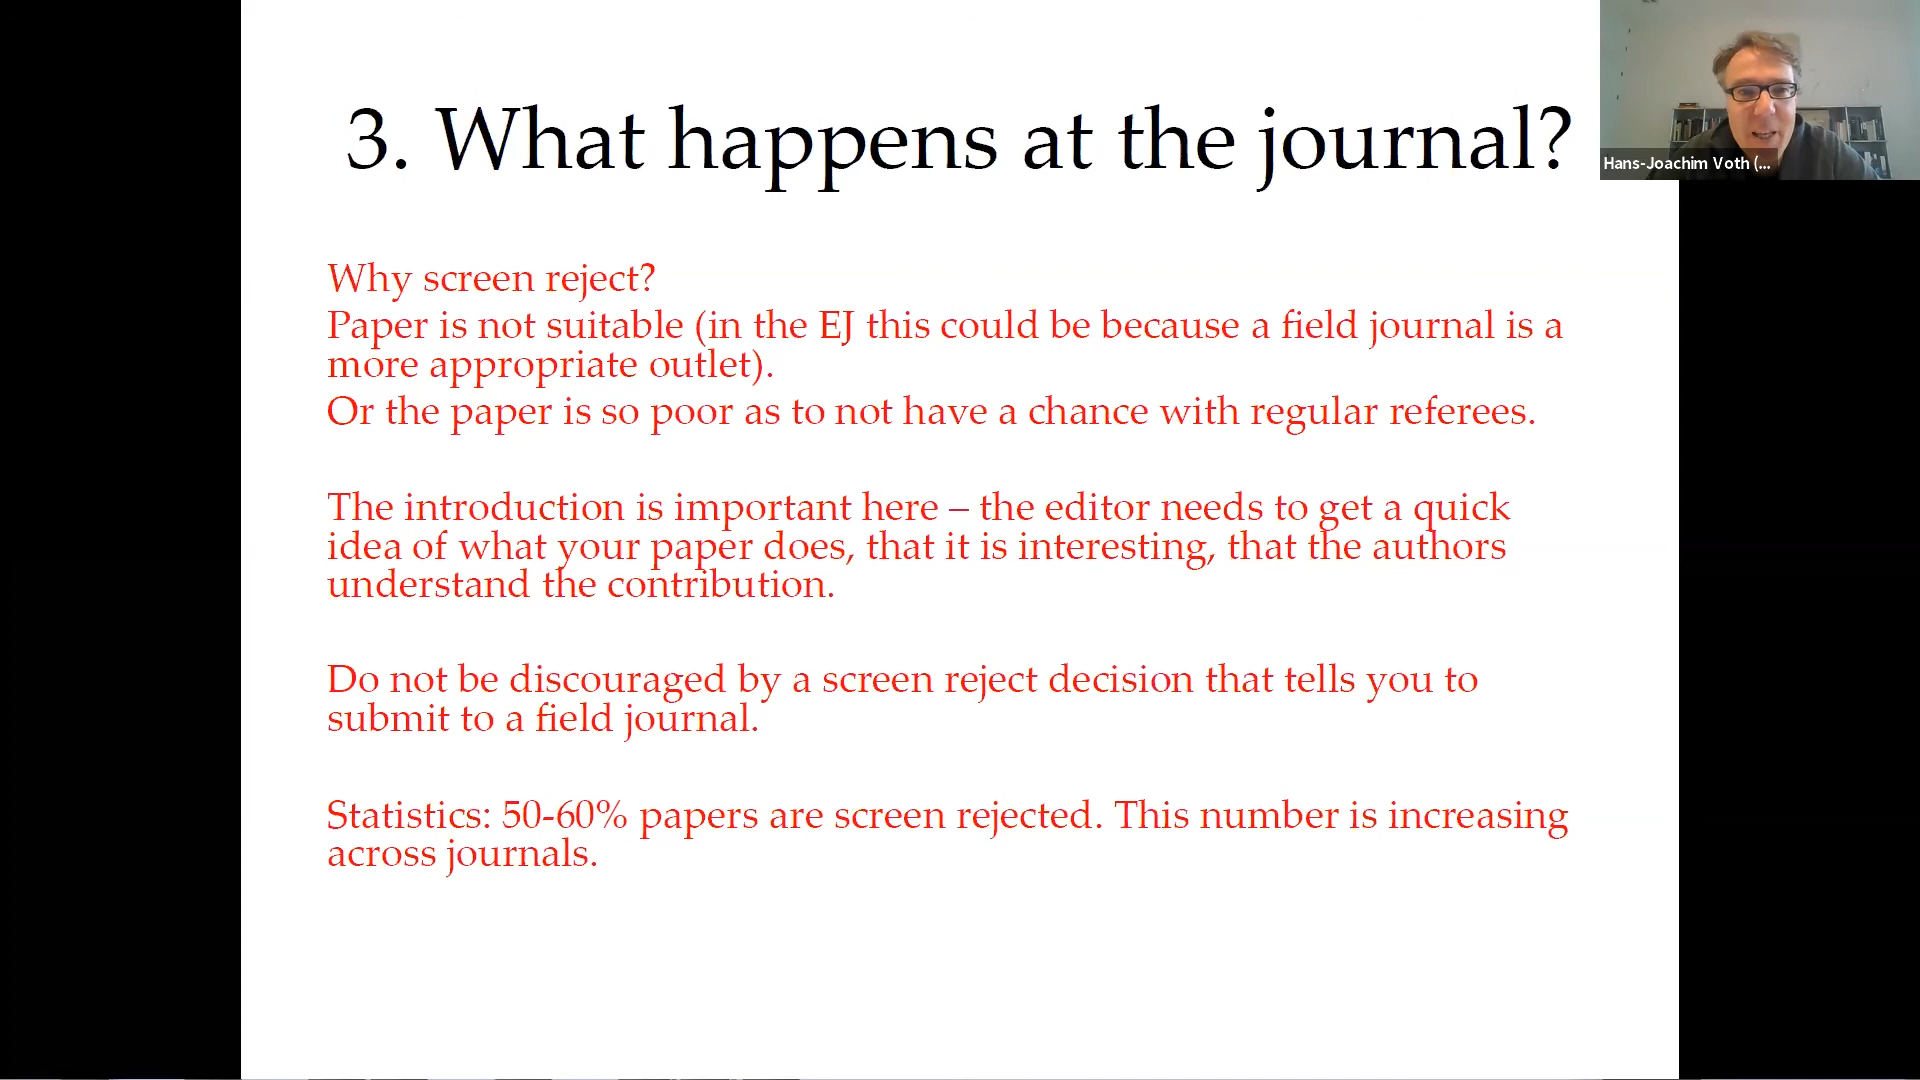 3. What happens at the journal?
Hans-Joachim Voth (...
Why screen reject?
Paper is not suitable (in the EJ this could be because a field journal is a
more appropriate outlet).
Or the paper is so poor as to not have a chance with regular referees.
The introduction is important here – the editor needs to get a quick
idea of what your paper does, that it is interesting, that the authors
understand the contribution.
Do not be discouraged by a screen reject decision that tells you to
submit to a field journal.
Statistics: 50-60% papers are screen rejected. This number is increasing
across journals.